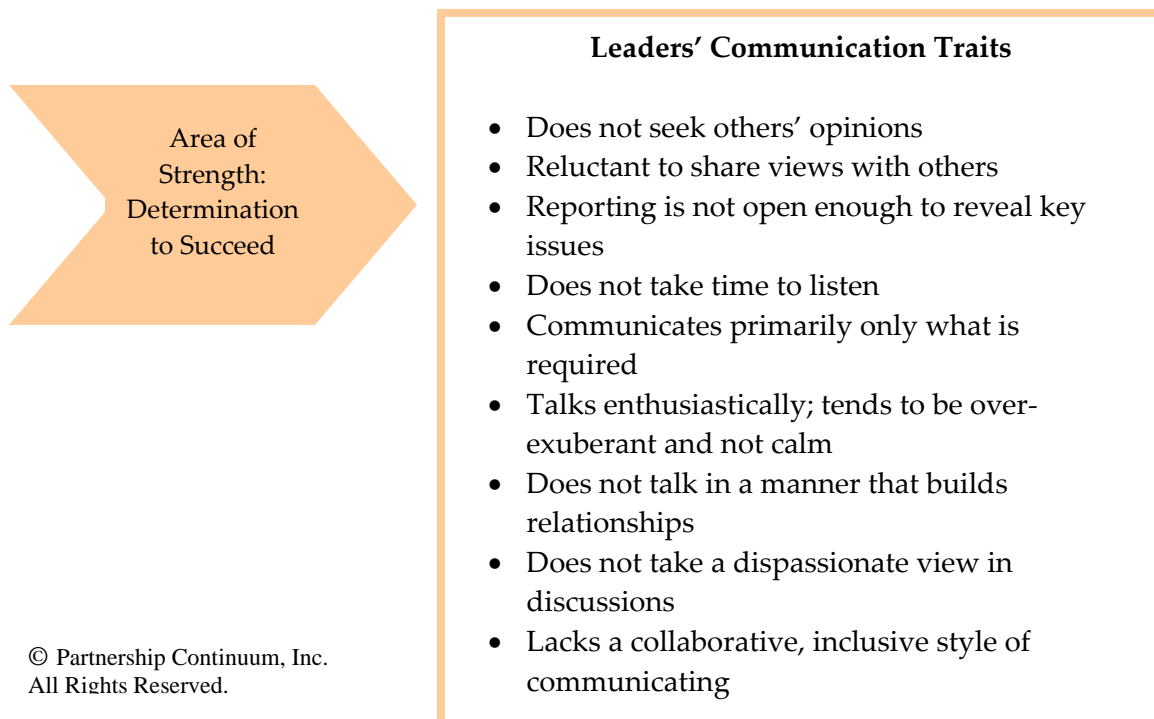 Leaders’ Communication Traits
Area of
Strength:
Determination
to Succeed
• Does not seek others’ opinions
• Reluctant to share views with others
• Reporting is not open enough to reveal key
issues
• Does not take time to listen
• Communicates primarily only what is
required
• Talks enthusiastically; tends to be over-
exuberant and not calm
• Does not talk in a manner that builds
relationships
• Does not take a dispassionate view in
discussions
• Lacks a collaborative, inclusive style of
communicating
© Partnership Continuum, Inc.
All Rights Reserved.